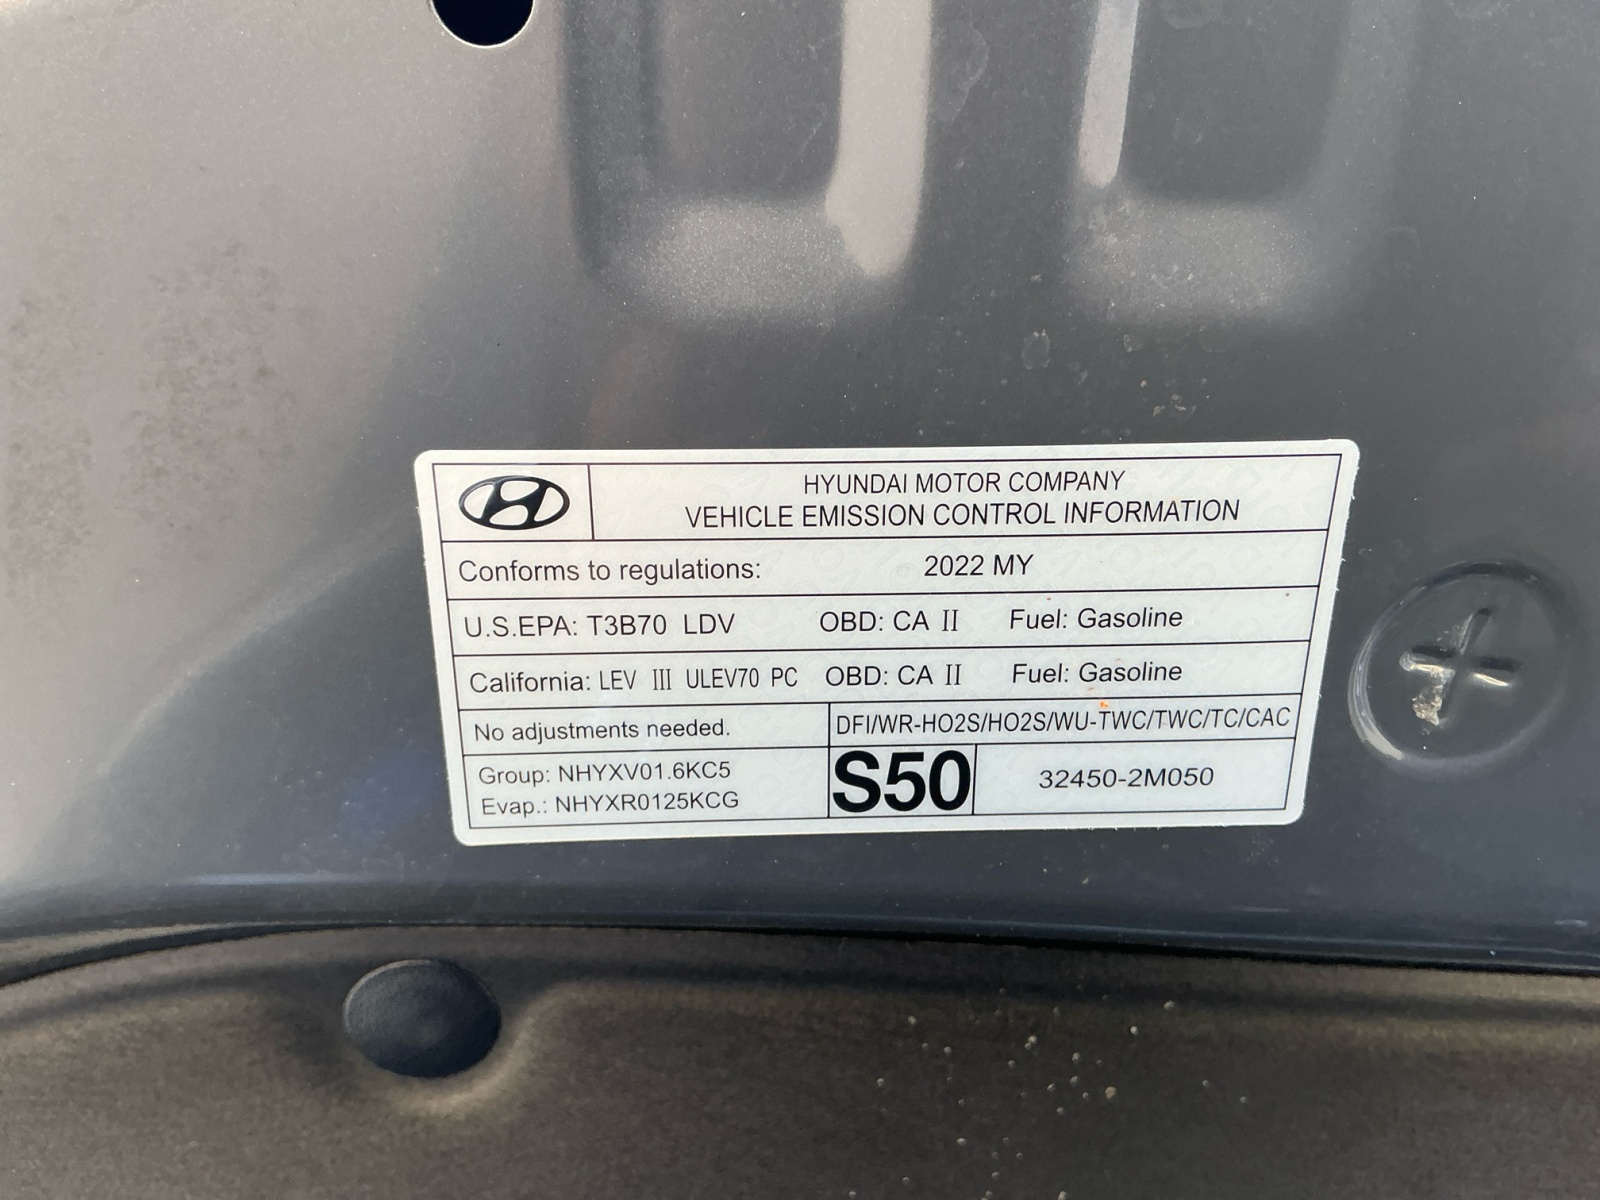 HYUNDAI MOTOR COMPANY
VEHICLE EMISSION CONTROL INFORMATION
Conforms to regulations: 2022 MY
U.S.EPA: T3B70 LDV OBD: CA II Fuel: Gasoline
California: LEV III ULEV70 PC OBD: CA II Fuel: Gasoline
No adjustments needed. DFI/WR-HO2S/HO2S/WU-TWC/TWC/TC/CAC
Group: NHYXV01.6KC5
Evap.: NHYXR0125KCG
S50
32450-2M050